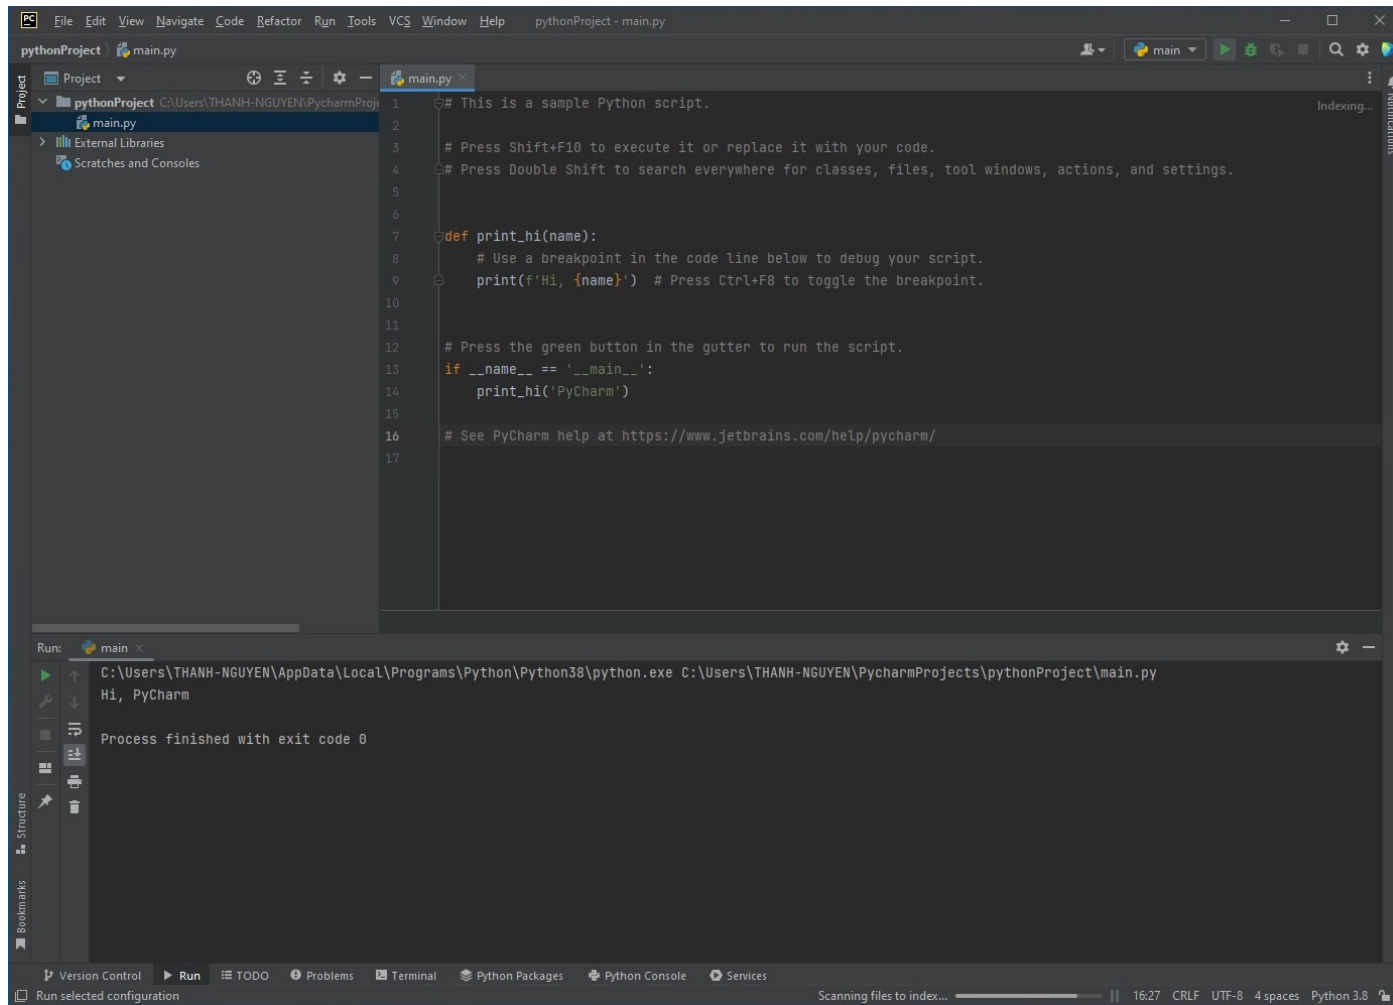 PC File Edit View Navigate Code Refactor Run Tools VCS Window Help pythonProject - main.py
pythonProject main.py
main
Project
Project
main.py
pythonProject C:\Users\THANH-NGUYEN\PycharmProje
main.py
External Libraries
Scratches and Consoles
1 # This is a sample Python script.
Indexing...
2
3 # Press Shift+F10 to execute it or replace it with your code.
4 # Press Double Shift to search everywhere for classes, files, tool windows, actions, and settings.
5
6
7 def print_hi(name):
8 # Use a breakpoint in the code line below to debug your script.
9 print(f'Hi, {name}') # Press Ctrl+F8 to toggle the breakpoint.
10
11
12 # Press the green button in the gutter to run the script.
13 if __name__ == '__main__':
14 print_hi('PyCharm')
15
16 # See PyCharm help at https://www.jetbrains.com/help/pycharm/
17
Notifications
Run: main
C:\Users\THANH-NGUYEN\AppData\Local\Programs\Python\Python38\python.exe C:\Users\THANH-NGUYEN\PycharmProjects\pythonProject\main.py
Hi, PyCharm
Process finished with exit code 0
Structure
Bookmarks
Version Control Run TODO Problems Terminal Python Packages Python Console Services
Run selected configuration
Scanning files to index... 16:27 CRLF UTF-8 4 spaces Python 3.8